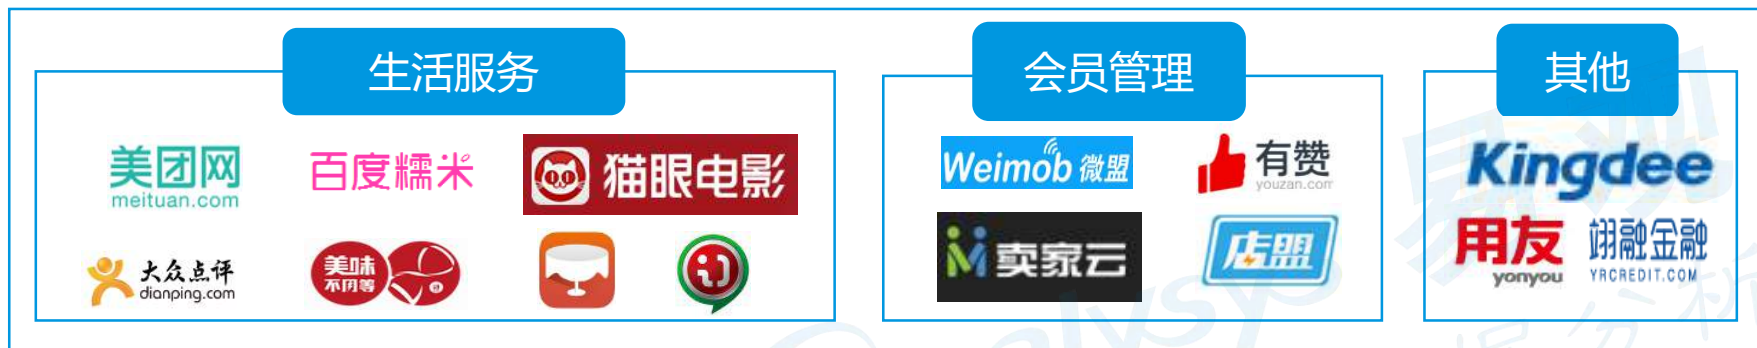 生活服务
会员管理
其他
美团网
meituan.com
百度糯米
猫眼电影
Weimob 微盟
有赞
youzan.com
Kingdee
大众点评
dianping.com
美味
不用等
卖家云
店盟
用友
yonyou
翊融金融
YRCREDIT.COM